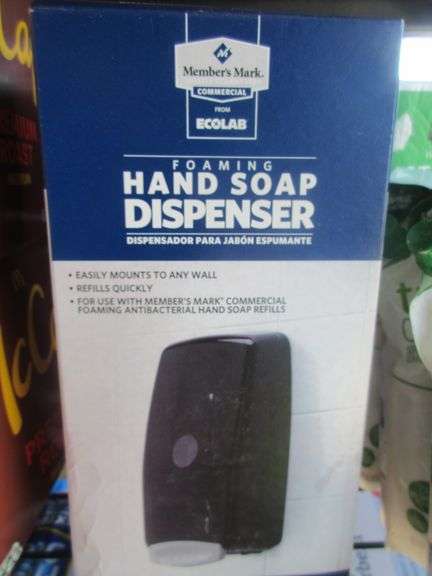 Member's Mark.
COMMERCIAL
FROM
ECOLAB
FOAMING
HAND SOAP
DISPENSER
DISPENSADOR PARA JABÓN ESPUMANTE
• EASILY MOUNTS TO ANY WALL
• REFILLS QUICKLY
• FOR USE WITH MEMBER'S MARK® COMMERCIAL
FOAMING ANTIBACTERIAL HAND SOAP REFILLS